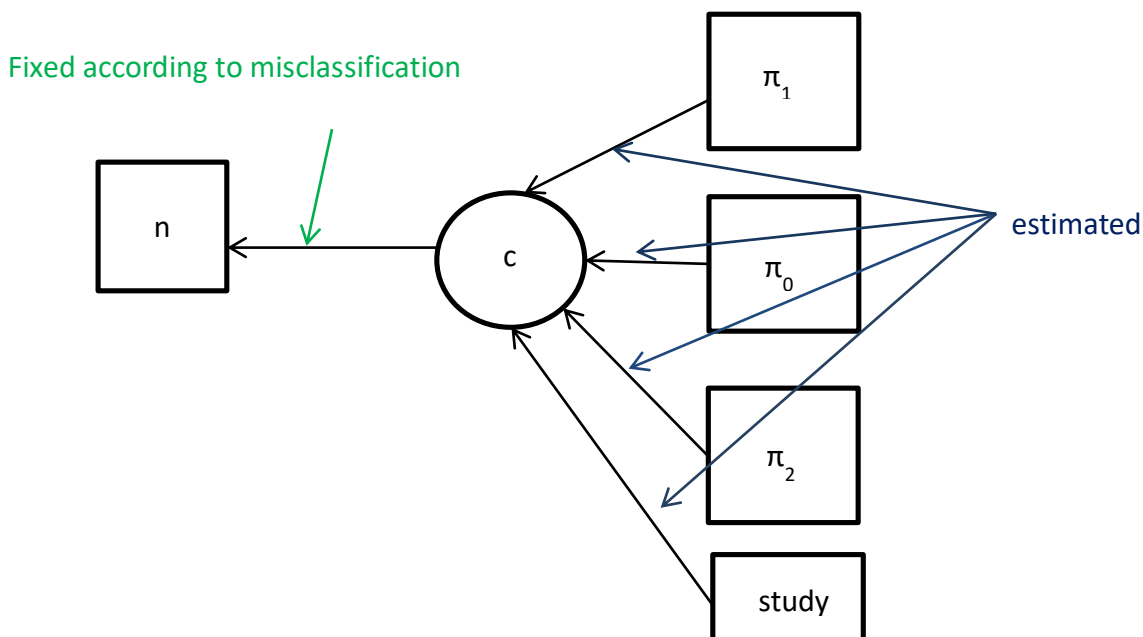 Fixed according to misclassification
π₁
n
π₀
c
estimated
π₂
study